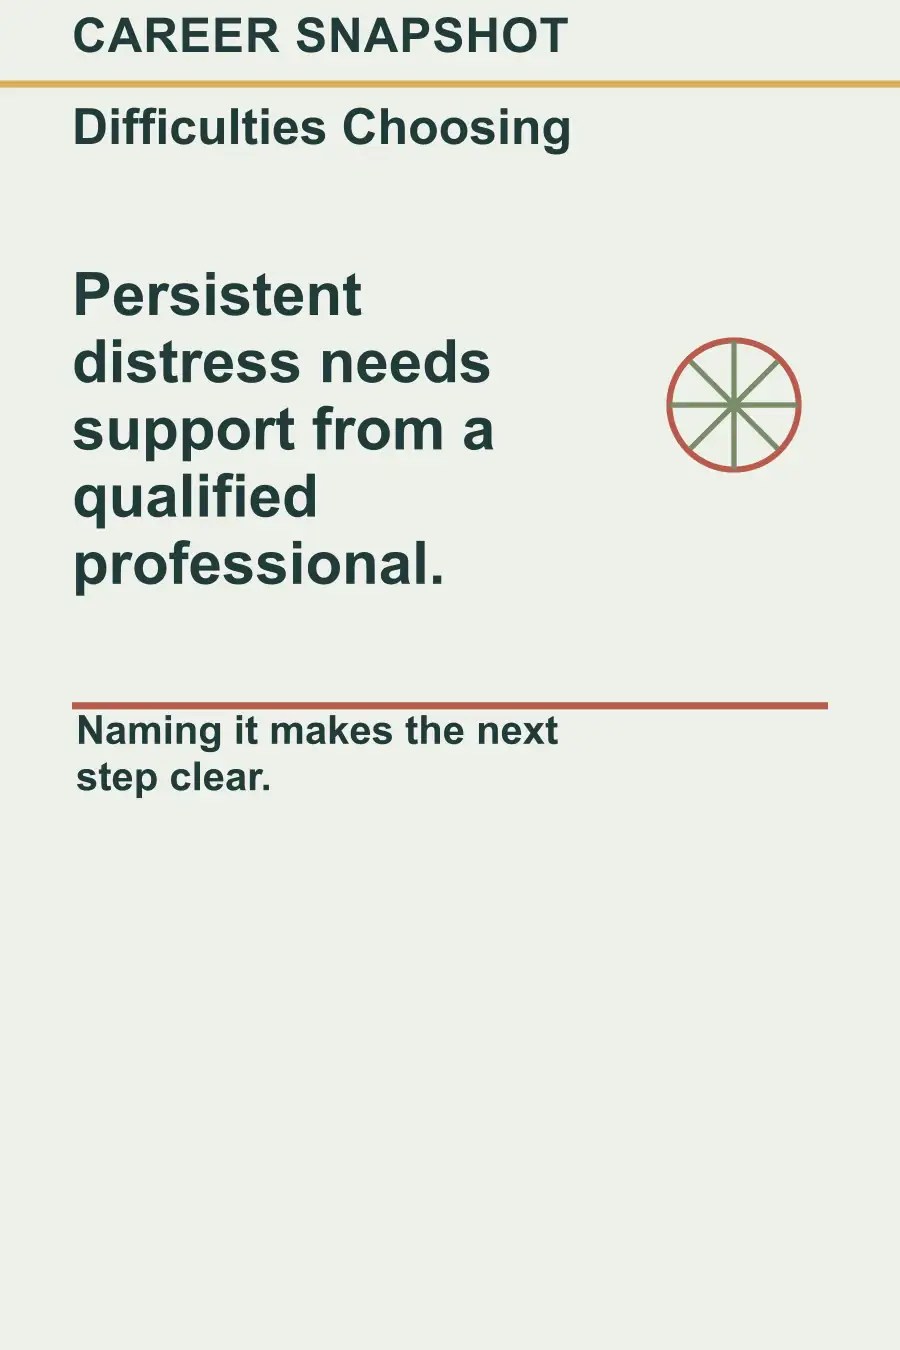 CAREER SNAPSHOT
Difficulties Choosing
Persistent
distress needs
support from a
qualified
professional.
Naming it makes the next
step clear.